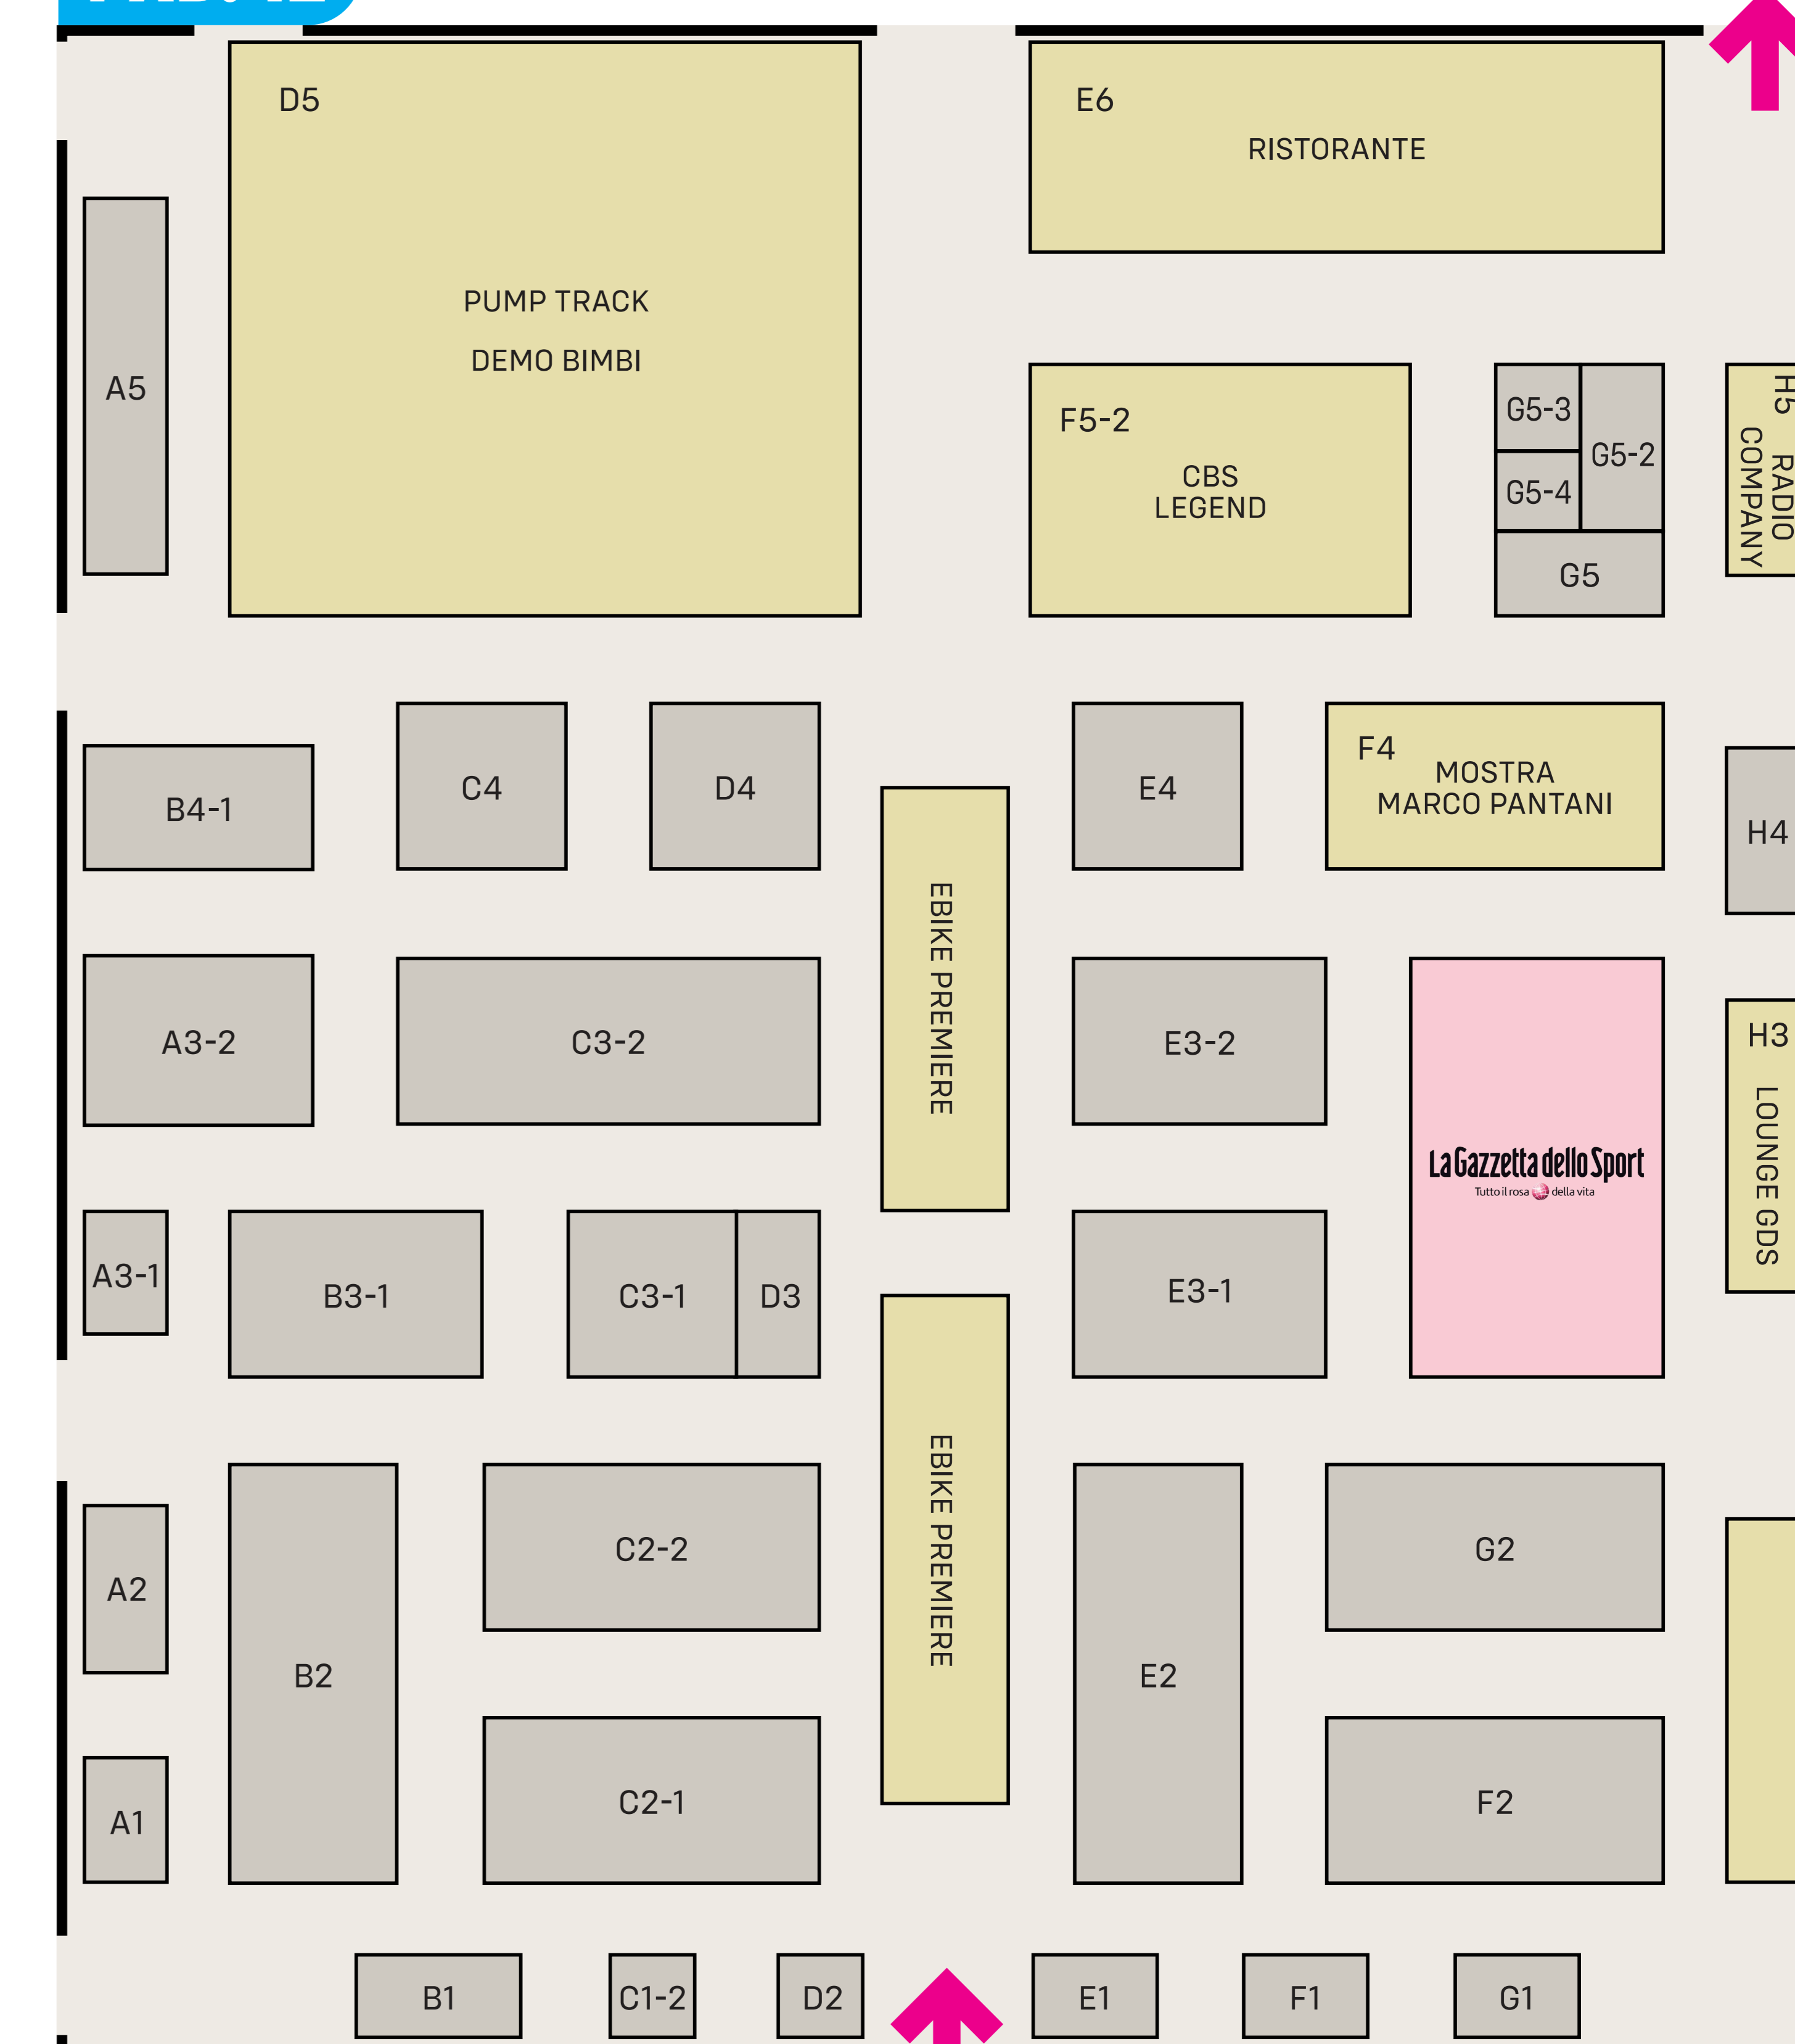 D5
E6
RISTORANTE
PUMP TRACK
DEMO BIMBI
A5
F5-2
CBS
LEGEND
G5-3
G5-2
G5-4
G5
H5 RADIO
COMPANY
B4-1
C4
D4
E4
F4
MOSTRA
MARCO PANTANI
H4
EBIKE PREMIERE
A3-2
C3-2
E3-2
La Gazzetta dello Sport
Tutto il rosa della vita
H3
LOUNGE GDS
A3-1
B3-1
C3-1
D3
E3-1
EBIKE PREMIERE
A2
B2
C2-2
E2
G2
A1
C2-1
F2
B1
C1-2
D2
E1
F1
G1